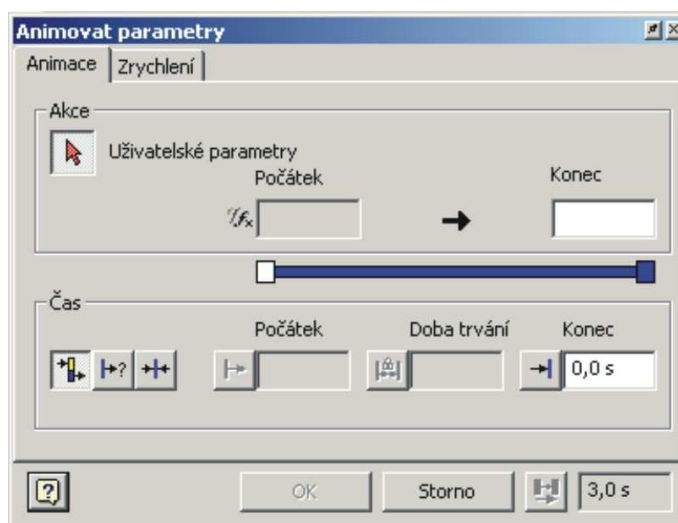 Animovat parametry
Animace Zrychlení
Akce
Uživatelské parametry
Počátek Konec
Čas
Počátek Doba trvání Konec
0,0 s
OK Storno 3,0 s